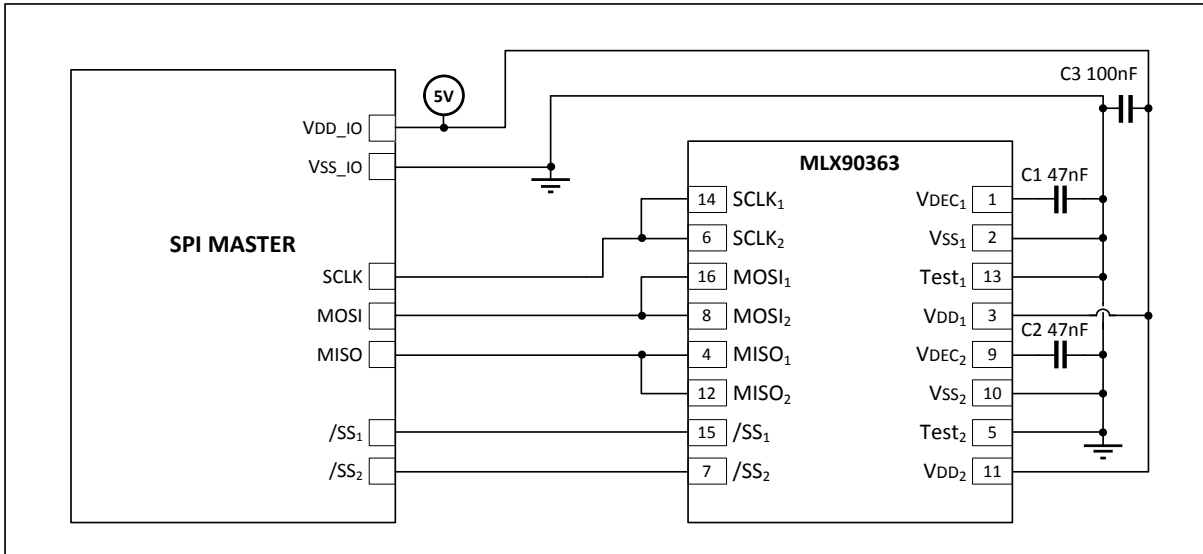 5V
C3 100nF
VDD_IO
VSS_IO
MLX90363
C1 47nF
14 SCLK₁
VDEC₁ 1
SPI MASTER
6 SCLK₂
VSS₁ 2
SCLK
16 MOSI₁
Test₁ 13
MOSI
8 MOSI₂
VDD₁ 3
C2 47nF
MISO
4 MISO₁
VDEC₂ 9
12 MISO₂
VSS₂ 10
/SS₁
15 /SS₁
Test₂ 5
/SS₂
7 /SS₂
VDD₂ 11